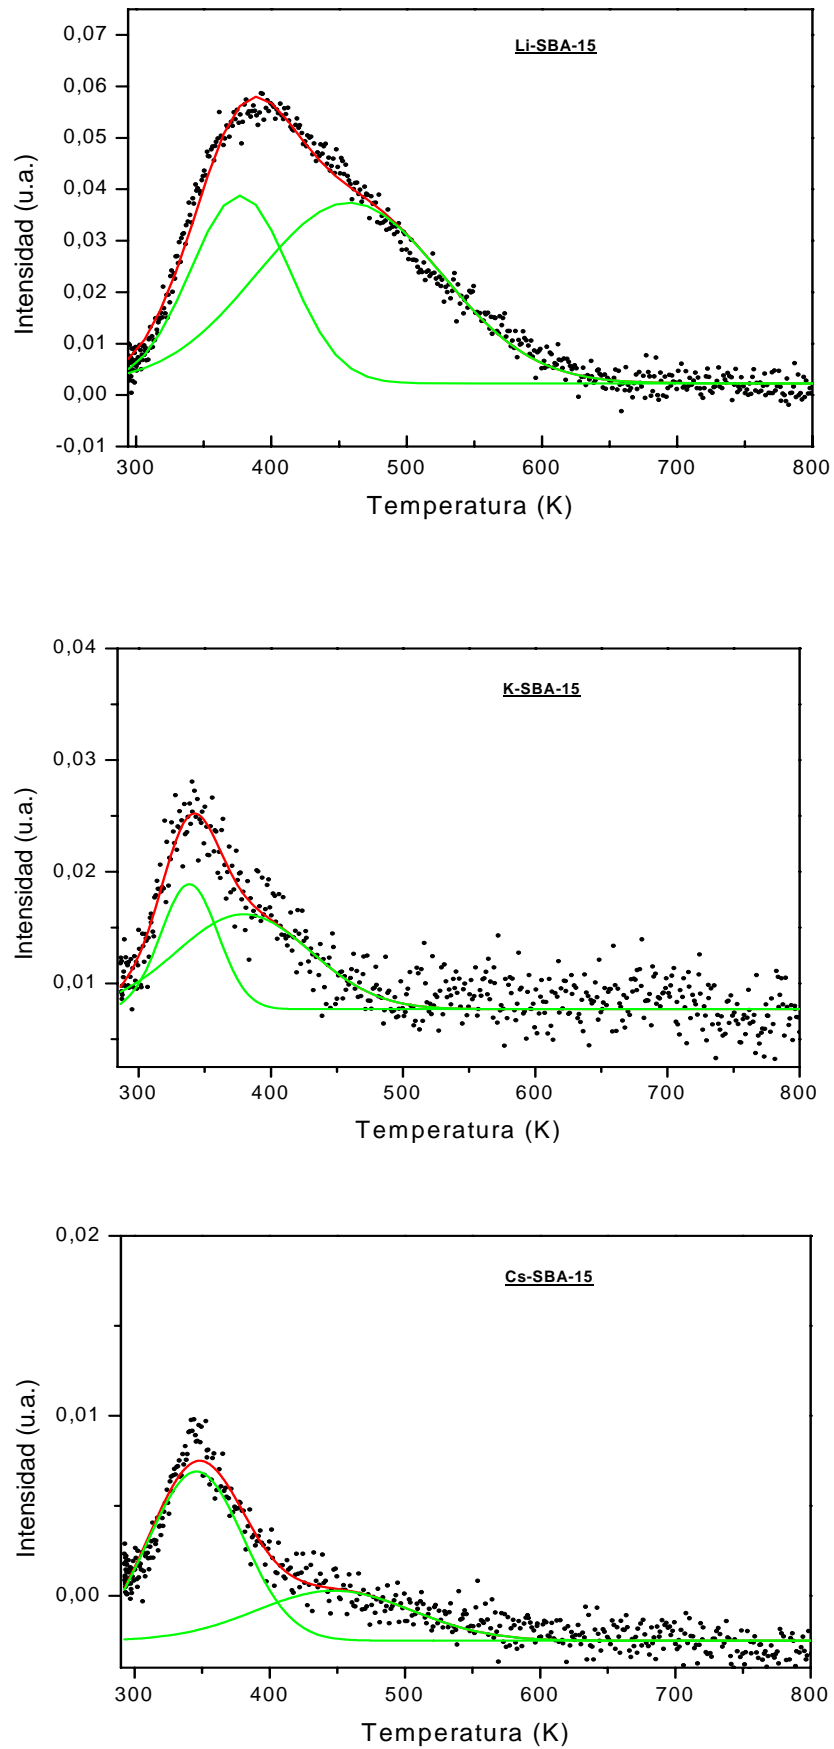 0,07
Li-SBA-15
0,06
0,05
0,04
0,03
0,02
0,01
0,00
-0,01
Intensidad (u.a.)
300 400 500 600 700 800
Temperatura (K)
0,04
K-SBA-15
0,03
0,02
0,01
Intensidad (u.a.)
300 400 500 600 700 800
Temperatura (K)
0,02
Cs-SBA-15
0,01
0,00
Intensidad (u.a.)
300 400 500 600 700 800
Temperatura (K)